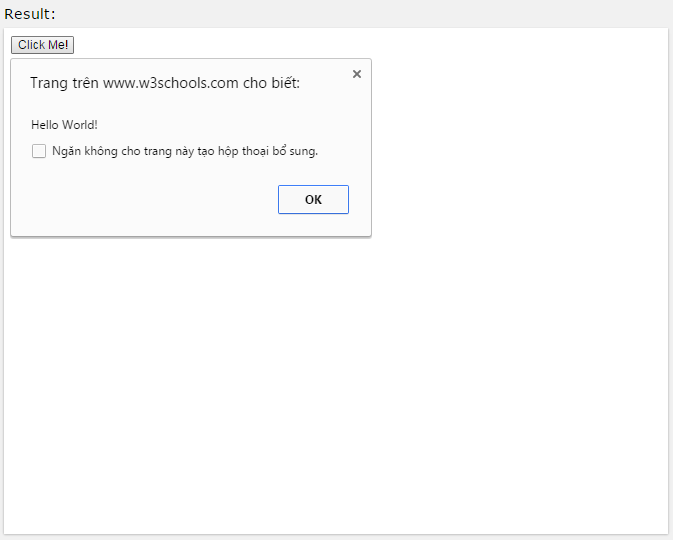 Result:
Click Me!
Trang trên www.w3schools.com cho biết:
Hello World!
Ngăn không cho trang này tạo hộp thoại bổ sung.
OK